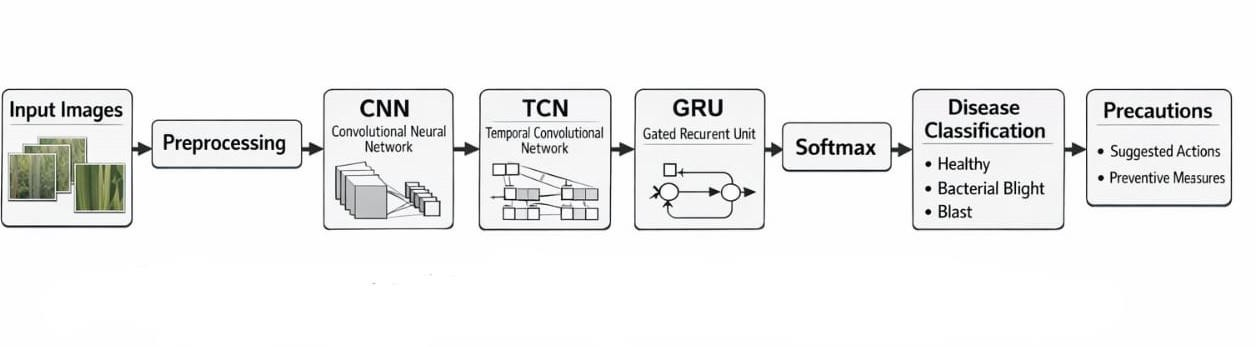 Input Images
Preprocessing
CNN
Convolutional Neural
Network
TCN
Temporal Convolutional
Network
GRU
Gated Recurent Unit
Softmax
Disease
Classification
• Healthy
• Bacterial Blight
• Blast
Precautions
• Suggested Actions
• Preventive Measures